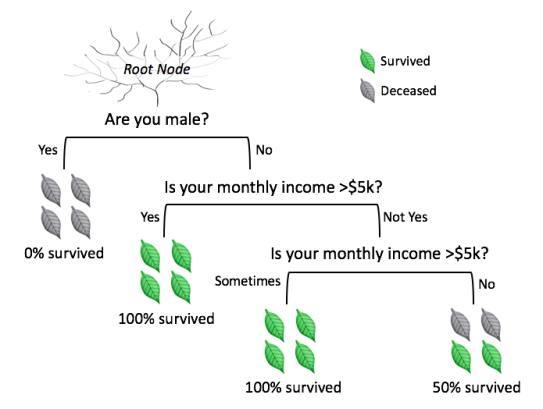 Root Node
Survived
Deceased
Are you male?
Yes
No
Is your monthly income >$5k?
0% survived
Yes
Not Yes
Is your monthly income >$5k?
100% survived
Sometimes
No
100% survived
50% survived